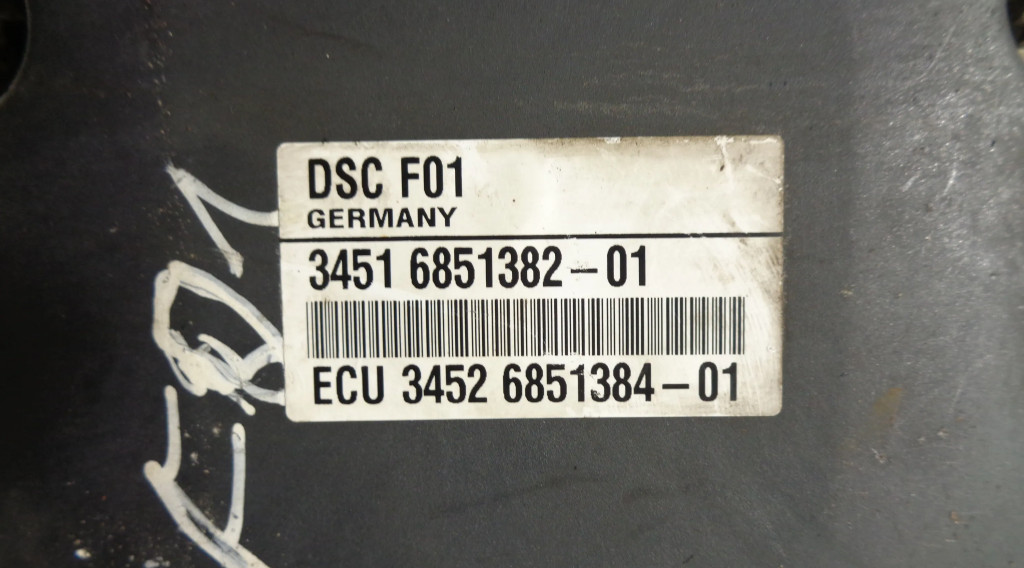 DSC F01
GERMANY
3451 6851382-01
ECU 3452 6851384-01